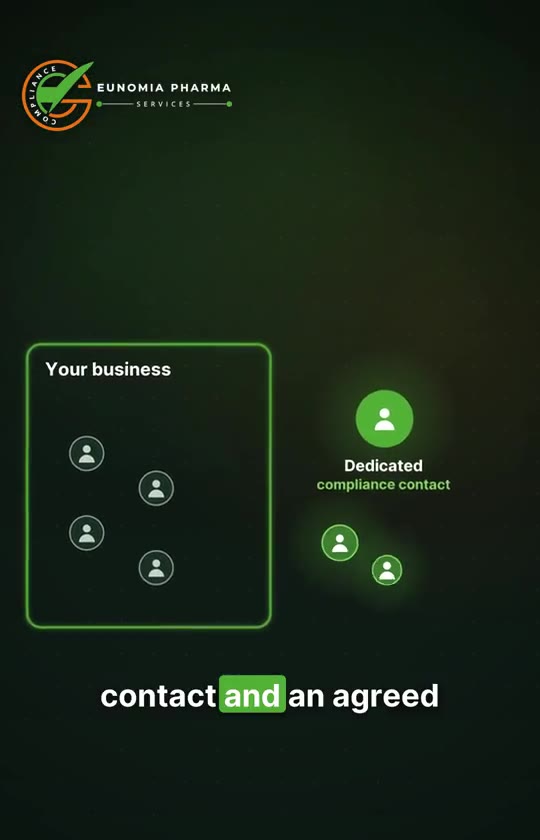 COMPLIANCE
EUNOMIA PHARMA
SERVICES
Your business
Dedicated
compliance contact
contact and an agreed